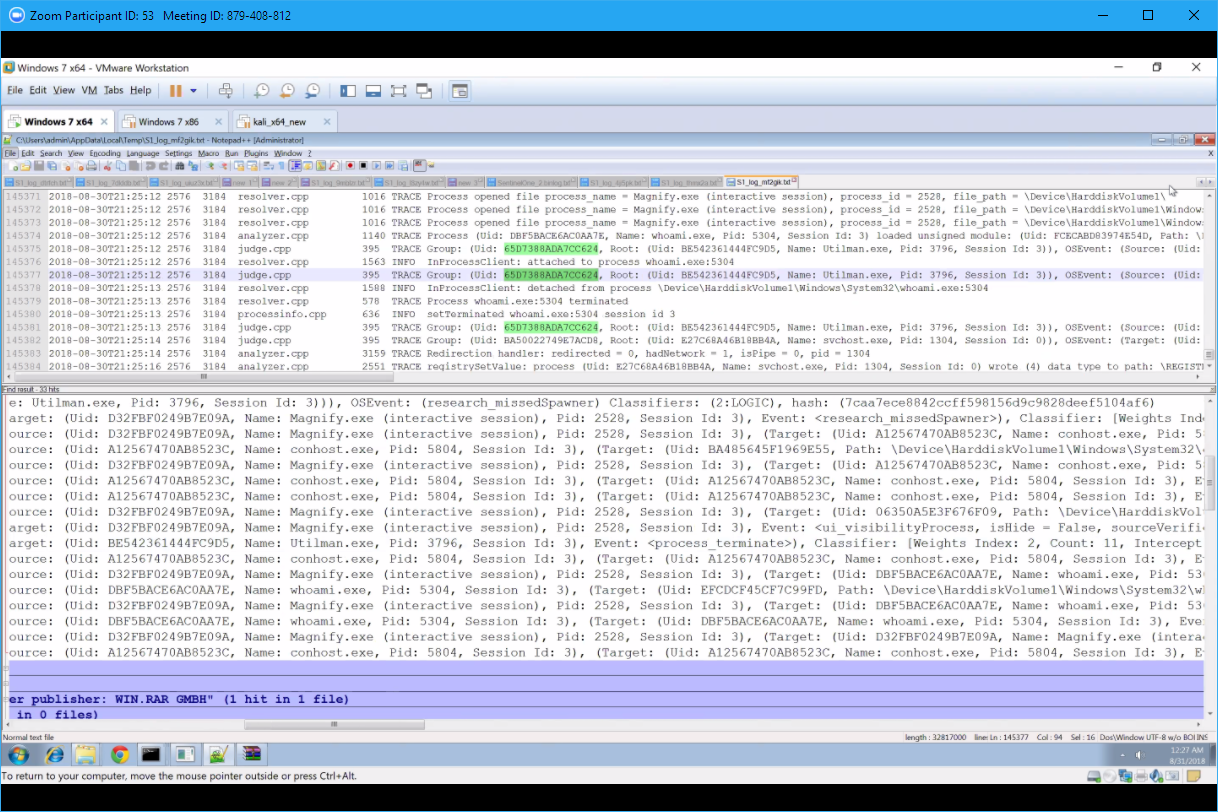 Zoom Participant ID: 53 Meeting ID: 879-408-812
Windows 7 x64 - VMware Workstation
File Edit View VM Tabs Help
Windows 7 x64 Windows 7 x86 kali_x64_new
C:\Users\admin\AppData\Local\Temp\S1_log_mf2gik.txt - Notepad++ [Administrator]
File Edit Search View Encoding Language Settings Macro Run Plugins Window ? X
S1_log_mf2gik.txt
145371 2018-08-30T21:25:12 2576 3184 resolver.cpp 1016 TRACE Process opened file process_name = Magnify.exe (interactive session), process_id = 2528, file_path = \Device\HarddiskVolume1\
145373 2018-08-30T21:25:12 2576 3184 resolver.cpp 1016 TRACE Process opened file process_name = Magnify.exe (interactive session), process_id = 2528, file_path = \Device\HarddiskVolume1\Window
145374 2018-08-30T21:25:12 2576 3184 analyzer.cpp 1140 TRACE Process (Uid: DBF5BACE6AC0AA7E, Name: whoami.exe, Pid: 5304, Session Id: 3) loaded unsigned module: (Uid: FCECABD83974E54D, Path: \
145375 2018-08-30T21:25:12 2576 3184 judge.cpp 395 TRACE Group: (Uid: 65D7388ADA7CC624, Root: (Uid: BE542361444FC9D5, Name: Utilman.exe, Pid: 3796, Session Id: 3)), OSEvent: (Source: (Uid:
145376 2018-08-30T21:25:12 2576 3184 resolver.cpp 1563 INFO InProcessClient: attached to process whoami.exe:5304
145377 2018-08-30T21:25:12 2576 3184 judge.cpp 395 TRACE Group: (Uid: 65D7388ADA7CC624, Root: (Uid: BE542361444FC9D5, Name: Utilman.exe, Pid: 3796, Session Id: 3)), OSEvent: (Source: (Uid:
145378 2018-08-30T21:25:13 2576 3184 resolver.cpp 1588 INFO InProcessClient: detached from process \Device\HarddiskVolume1\Windows\System32\whoami.exe:5304
145379 2018-08-30T21:25:13 2576 3184 resolver.cpp 578 TRACE Process whoami.exe:5304 terminated
145380 2018-08-30T21:25:13 2576 3184 processinfo.cpp 636 INFO setTerminated whoami.exe:5304 session id 3
145381 2018-08-30T21:25:13 2576 3184 judge.cpp 395 TRACE Group: (Uid: 65D7388ADA7CC624, Root: (Uid: BE542361444FC9D5, Name: Utilman.exe, Pid: 3796, Session Id: 3)), OSEvent: (Source: (Uid:
145382 2018-08-30T21:25:14 2576 3184 judge.cpp 395 TRACE Group: (Uid: BA50022749E7ACD8, Root: (Uid: E27C68A46B18BB4A, Name: svchost.exe, Pid: 1304, Session Id: 0)), OSEvent: (Target: (Uid:
145383 2018-08-30T21:25:15 2576 3184 analyzer.cpp 3159 TRACE Redirection handler: redirected = 0, hadNetwork = 1, isPipe = 0, pid = 1304
145384 2018-08-30T21:25:16 2576 3184 analyzer.cpp 2551 TRACE registrySetValue: process (Uid: E27C68A46B18BB4A, Name: svchost.exe, Pid: 1304, Session Id: 0) wrote (4) data type to path: \REGIST
Find result - 33 hits
e: Utilman.exe, Pid: 3796, Session Id: 3))), OSEvent: (research_missedSpawner) Classifiers: (2:LOGIC), hash: (7caa7ece8842ccff598156d9c9828deef5104af6)
arget: (Uid: D32FBF0249B7E09A, Name: Magnify.exe (interactive session), Pid: 2528, Session Id: 3), Event: <research_missedSpawner>), Classifier: [Weights Ind
ource: (Uid: D32FBF0249B7E09A, Name: Magnify.exe (interactive session), Pid: 2528, Session Id: 3), (Target: (Uid: A12567470AB8523C, Name: conhost.exe, Pid: 5
ource: (Uid: A12567470AB8523C, Name: conhost.exe, Pid: 5804, Session Id: 3), (Target: (Uid: BA485645F1969E55, Path: \Device\HarddiskVolume1\Windows\System32\
ource: (Uid: D32FBF0249B7E09A, Name: Magnify.exe (interactive session), Pid: 2528, Session Id: 3), (Target: (Uid: A12567470AB8523C, Name: conhost.exe, Pid: 5
ource: (Uid: A12567470AB8523C, Name: conhost.exe, Pid: 5804, Session Id: 3), (Target: (Uid: A12567470AB8523C, Name: conhost.exe, Pid: 5804, Session Id: 3), E
ource: (Uid: A12567470AB8523C, Name: conhost.exe, Pid: 5804, Session Id: 3), (Target: (Uid: A12567470AB8523C, Name: conhost.exe, Pid: 5804, Session Id: 3), E
ource: (Uid: D32FBF0249B7E09A, Name: Magnify.exe (interactive session), Pid: 2528, Session Id: 3), (Target: (Uid: 06350A5E3F676F09, Path: \Device\HarddiskVol
arget: (Uid: D32FBF0249B7E09A, Name: Magnify.exe (interactive session), Pid: 2528, Session Id: 3), Event: <ui_visibilityProcess, isHide = False, sourceVerifi
arget: (Uid: BE542361444FC9D5, Name: Utilman.exe, Pid: 3796, Session Id: 3), Event: <process_terminate>), Classifier: [Weights Index: 2, Count: 11, Intercept
ource: (Uid: A12567470AB8523C, Name: conhost.exe, Pid: 5804, Session Id: 3), (Target: (Uid: A12567470AB8523C, Name: conhost.exe, Pid: 5804, Session Id: 3), E
ource: (Uid: D32FBF0249B7E09A, Name: Magnify.exe (interactive session), Pid: 2528, Session Id: 3), (Target: (Uid: DBF5BACE6AC0AA7E, Name: whoami.exe, Pid: 53
ource: (Uid: DBF5BACE6AC0AA7E, Name: whoami.exe, Pid: 5304, Session Id: 3), (Target: (Uid: EFCDCF45CF7C99FD, Path: \Device\HarddiskVolume1\Windows\System32\w
ource: (Uid: D32FBF0249B7E09A, Name: Magnify.exe (interactive session), Pid: 2528, Session Id: 3), (Target: (Uid: DBF5BACE6AC0AA7E, Name: whoami.exe, Pid: 53
ource: (Uid: DBF5BACE6AC0AA7E, Name: whoami.exe, Pid: 5304, Session Id: 3), (Target: (Uid: DBF5BACE6AC0AA7E, Name: whoami.exe, Pid: 5304, Session Id: 3), Eve
ource: (Uid: D32FBF0249B7E09A, Name: Magnify.exe (interactive session), Pid: 2528, Session Id: 3), (Target: (Uid: D32FBF0249B7E09A, Name: Magnify.exe (intera
ource: (Uid: A12567470AB8523C, Name: conhost.exe, Pid: 5804, Session Id: 3), (Target: (Uid: A12567470AB8523C, Name: conhost.exe, Pid: 5804, Session Id: 3), E
er publisher: WIN.RAR GMBH" (1 hit in 1 file)
in 0 files)
Normal text file length : 32817000 line: Ln : 145377 Col : 94 Sel : 16 Dos\Window UTF-8 w/o BOI INS
12:27 AM
8/31/2018
To return to your computer, move the mouse pointer outside or press Ctrl+Alt.